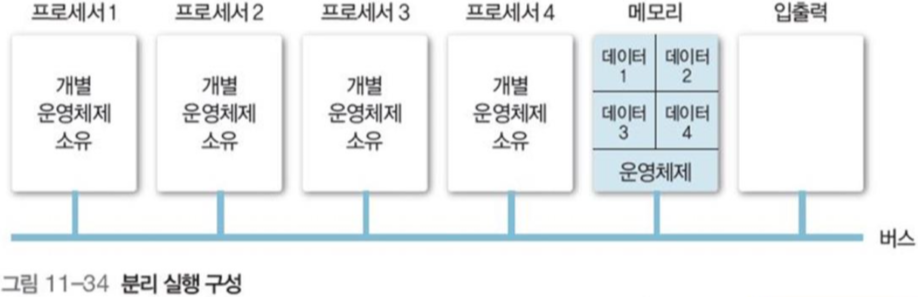 프로세서 1 프로세서 2 프로세서 3 프로세서 4 메모리 입출력
개별
운영체제
소유
개별
운영체제
소유
개별
운영체제
소유
개별
운영체제
소유
데이터
1
데이터
2
데이터
3
데이터
4
운영체제
버스
그림 11-34 분리 실행 구성